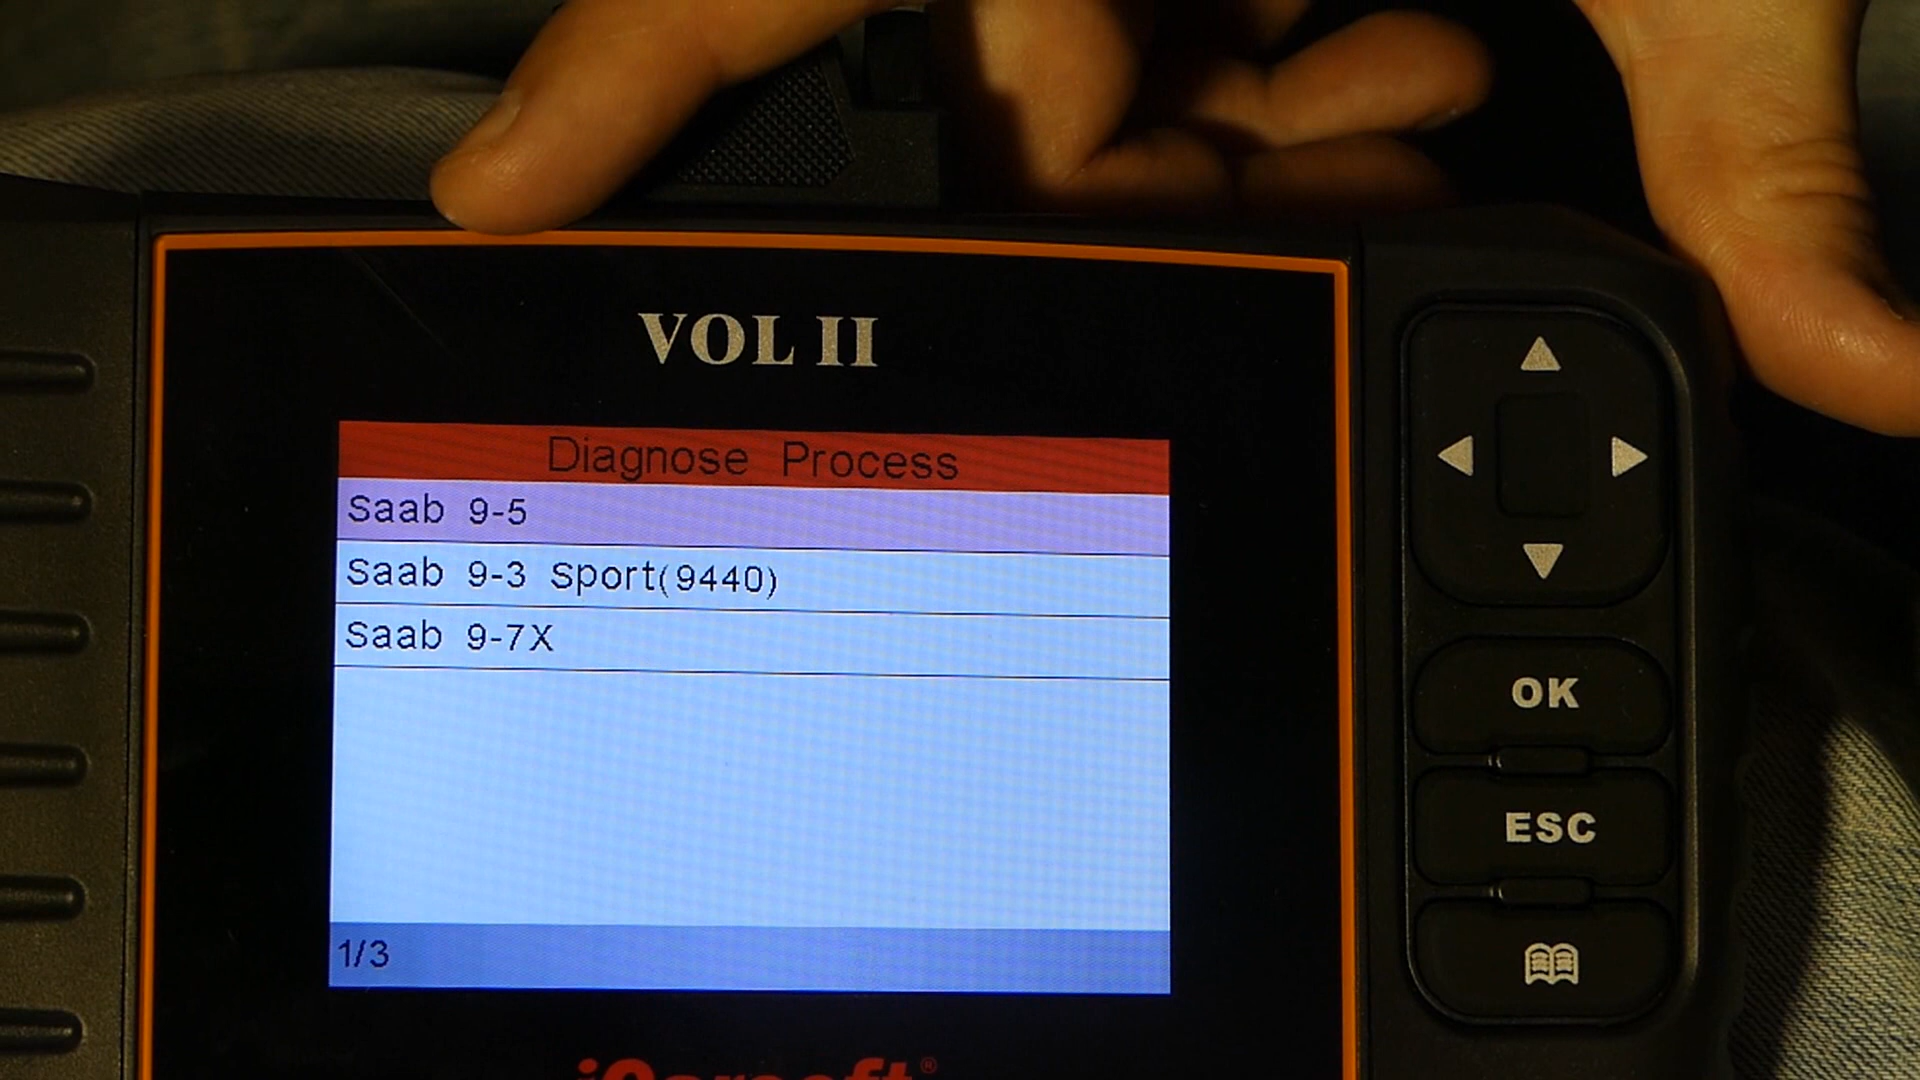 VOL II
Diagnose Process
Saab 9-5
Saab 9-3 Sport(9440)
Saab 9-7X
1/3
OK
ESC
iCarsoft®